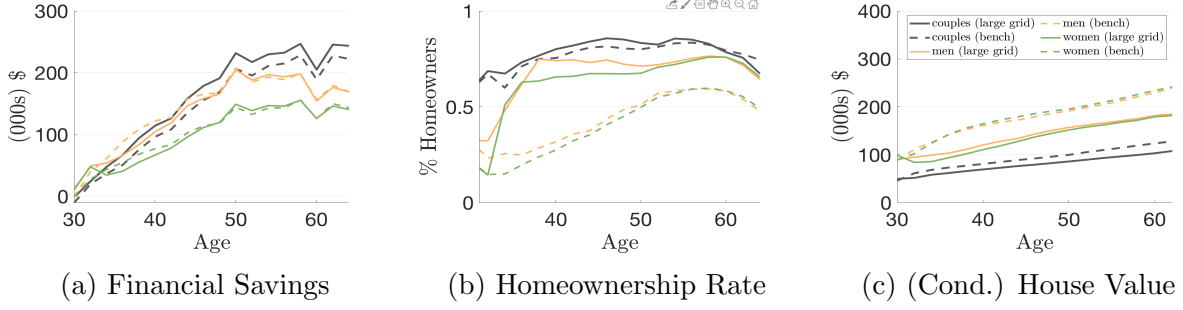 300
200
100
0
30 40 50 60
(000s) $
Age
(a) Financial Savings
1
0.5
0
40 50 60
% Homeowners
Age
(b) Homeownership Rate
400
300
200
100
0
30 40 50 60
(000s) $
couples (large grid)
couples (bench)
men (large grid)
men (bench)
women (large grid)
women (bench)
Age
(c) (Cond.) House Value